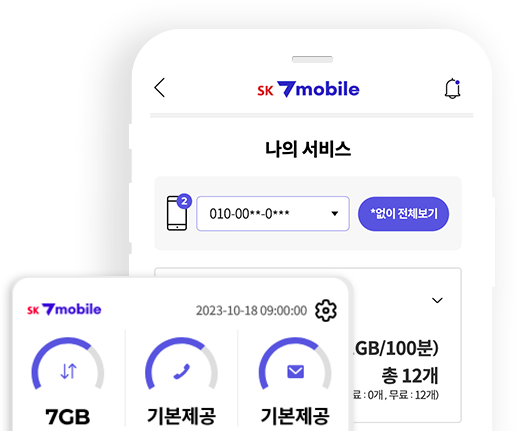 SK 7mobile
나의 서비스
2
010-00**-0***
*없이 전체보기
SK 7mobile
2023-10-18 09:00:00
GB/100분)
총 12개
료 : 0개, 무료 : 12개)
7GB
기본제공
기본제공